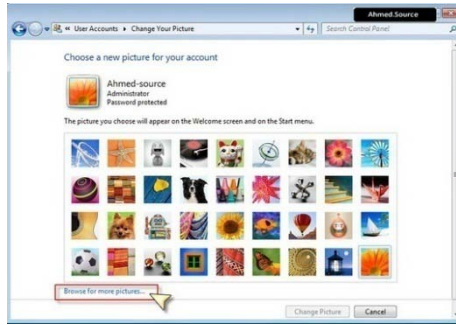 Ahmed.Source
« User Accounts ▸ Change Your Picture
Search Control Panel
Choose a new picture for your account
Ahmed-source
Administrator
Password protected
The picture you choose will appear on the Welcome screen and on the Start menu.
Browse for more pictures...
Change Picture
Cancel